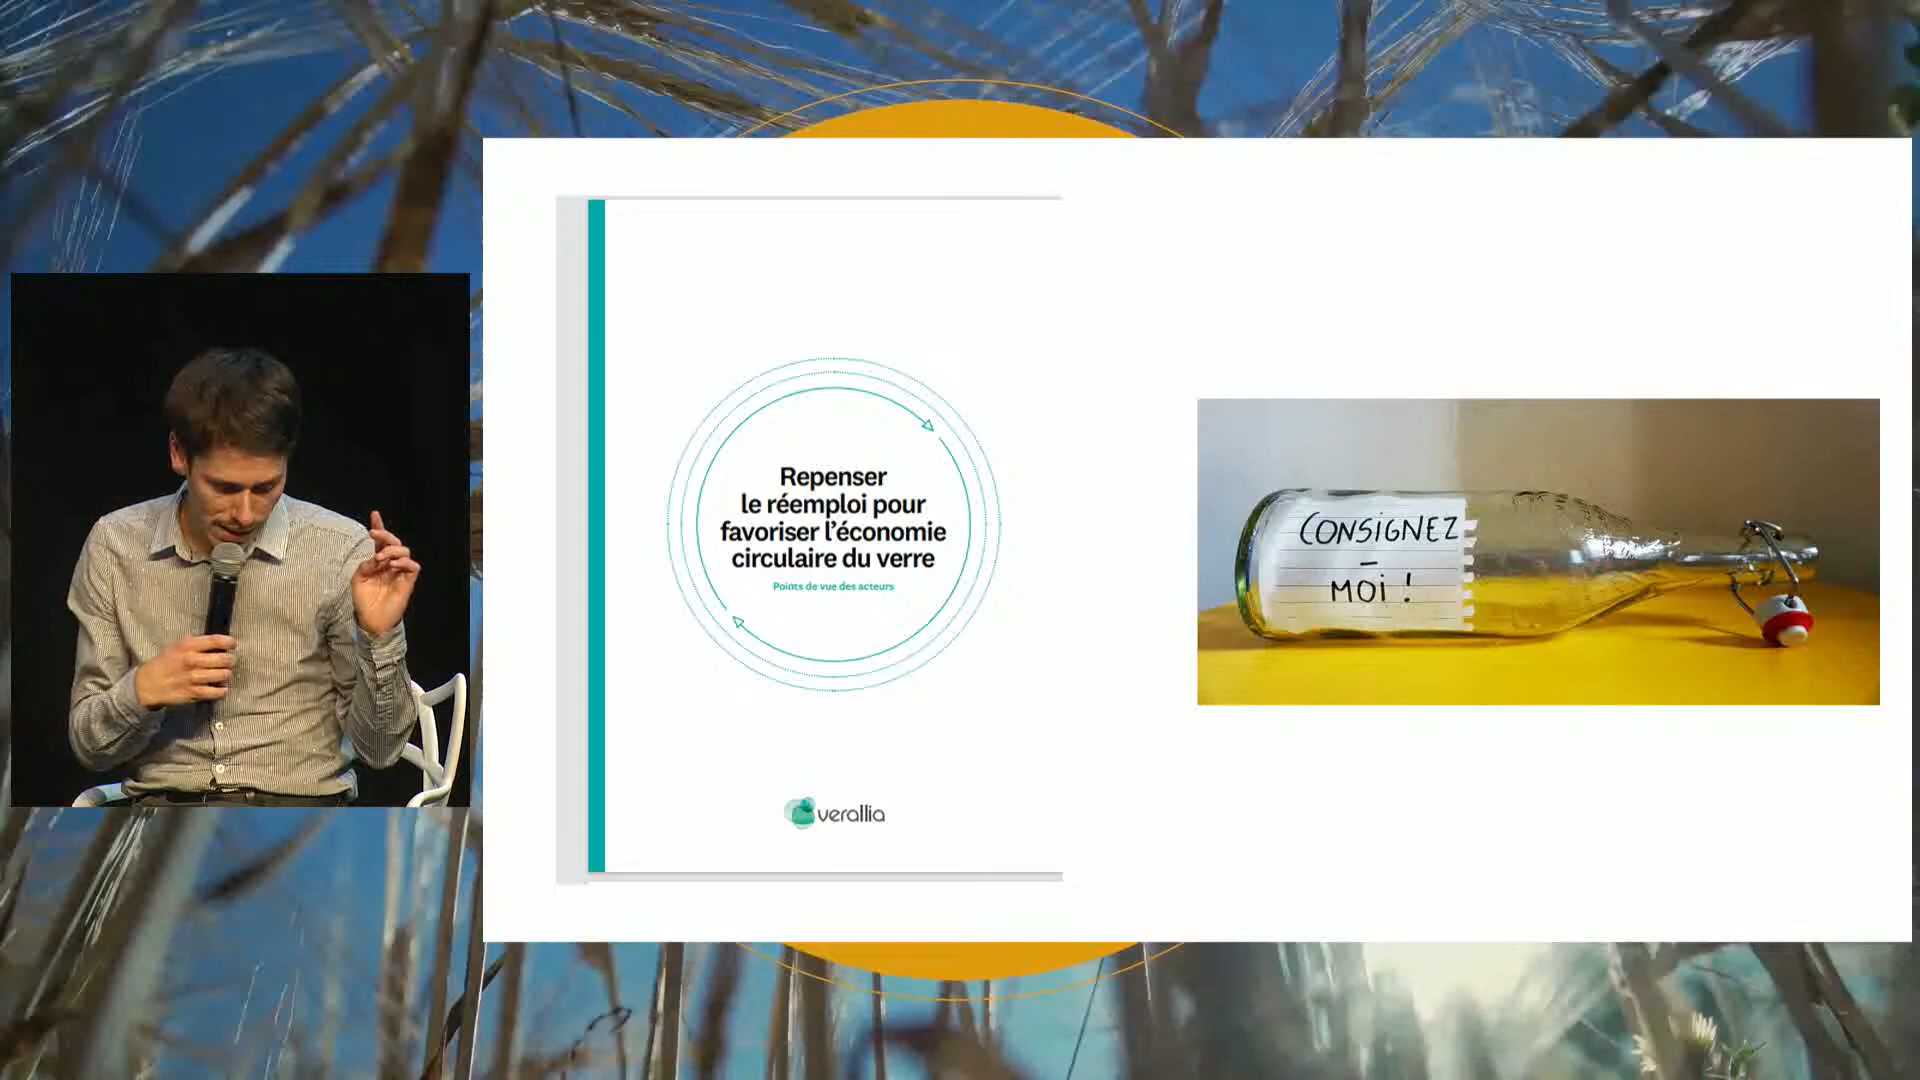 Repenser
le réemploi pour
favoriser l'économie
circulaire du verre
Points de vue des acteurs
verallia
CONSIGNEZ
-
MOI !